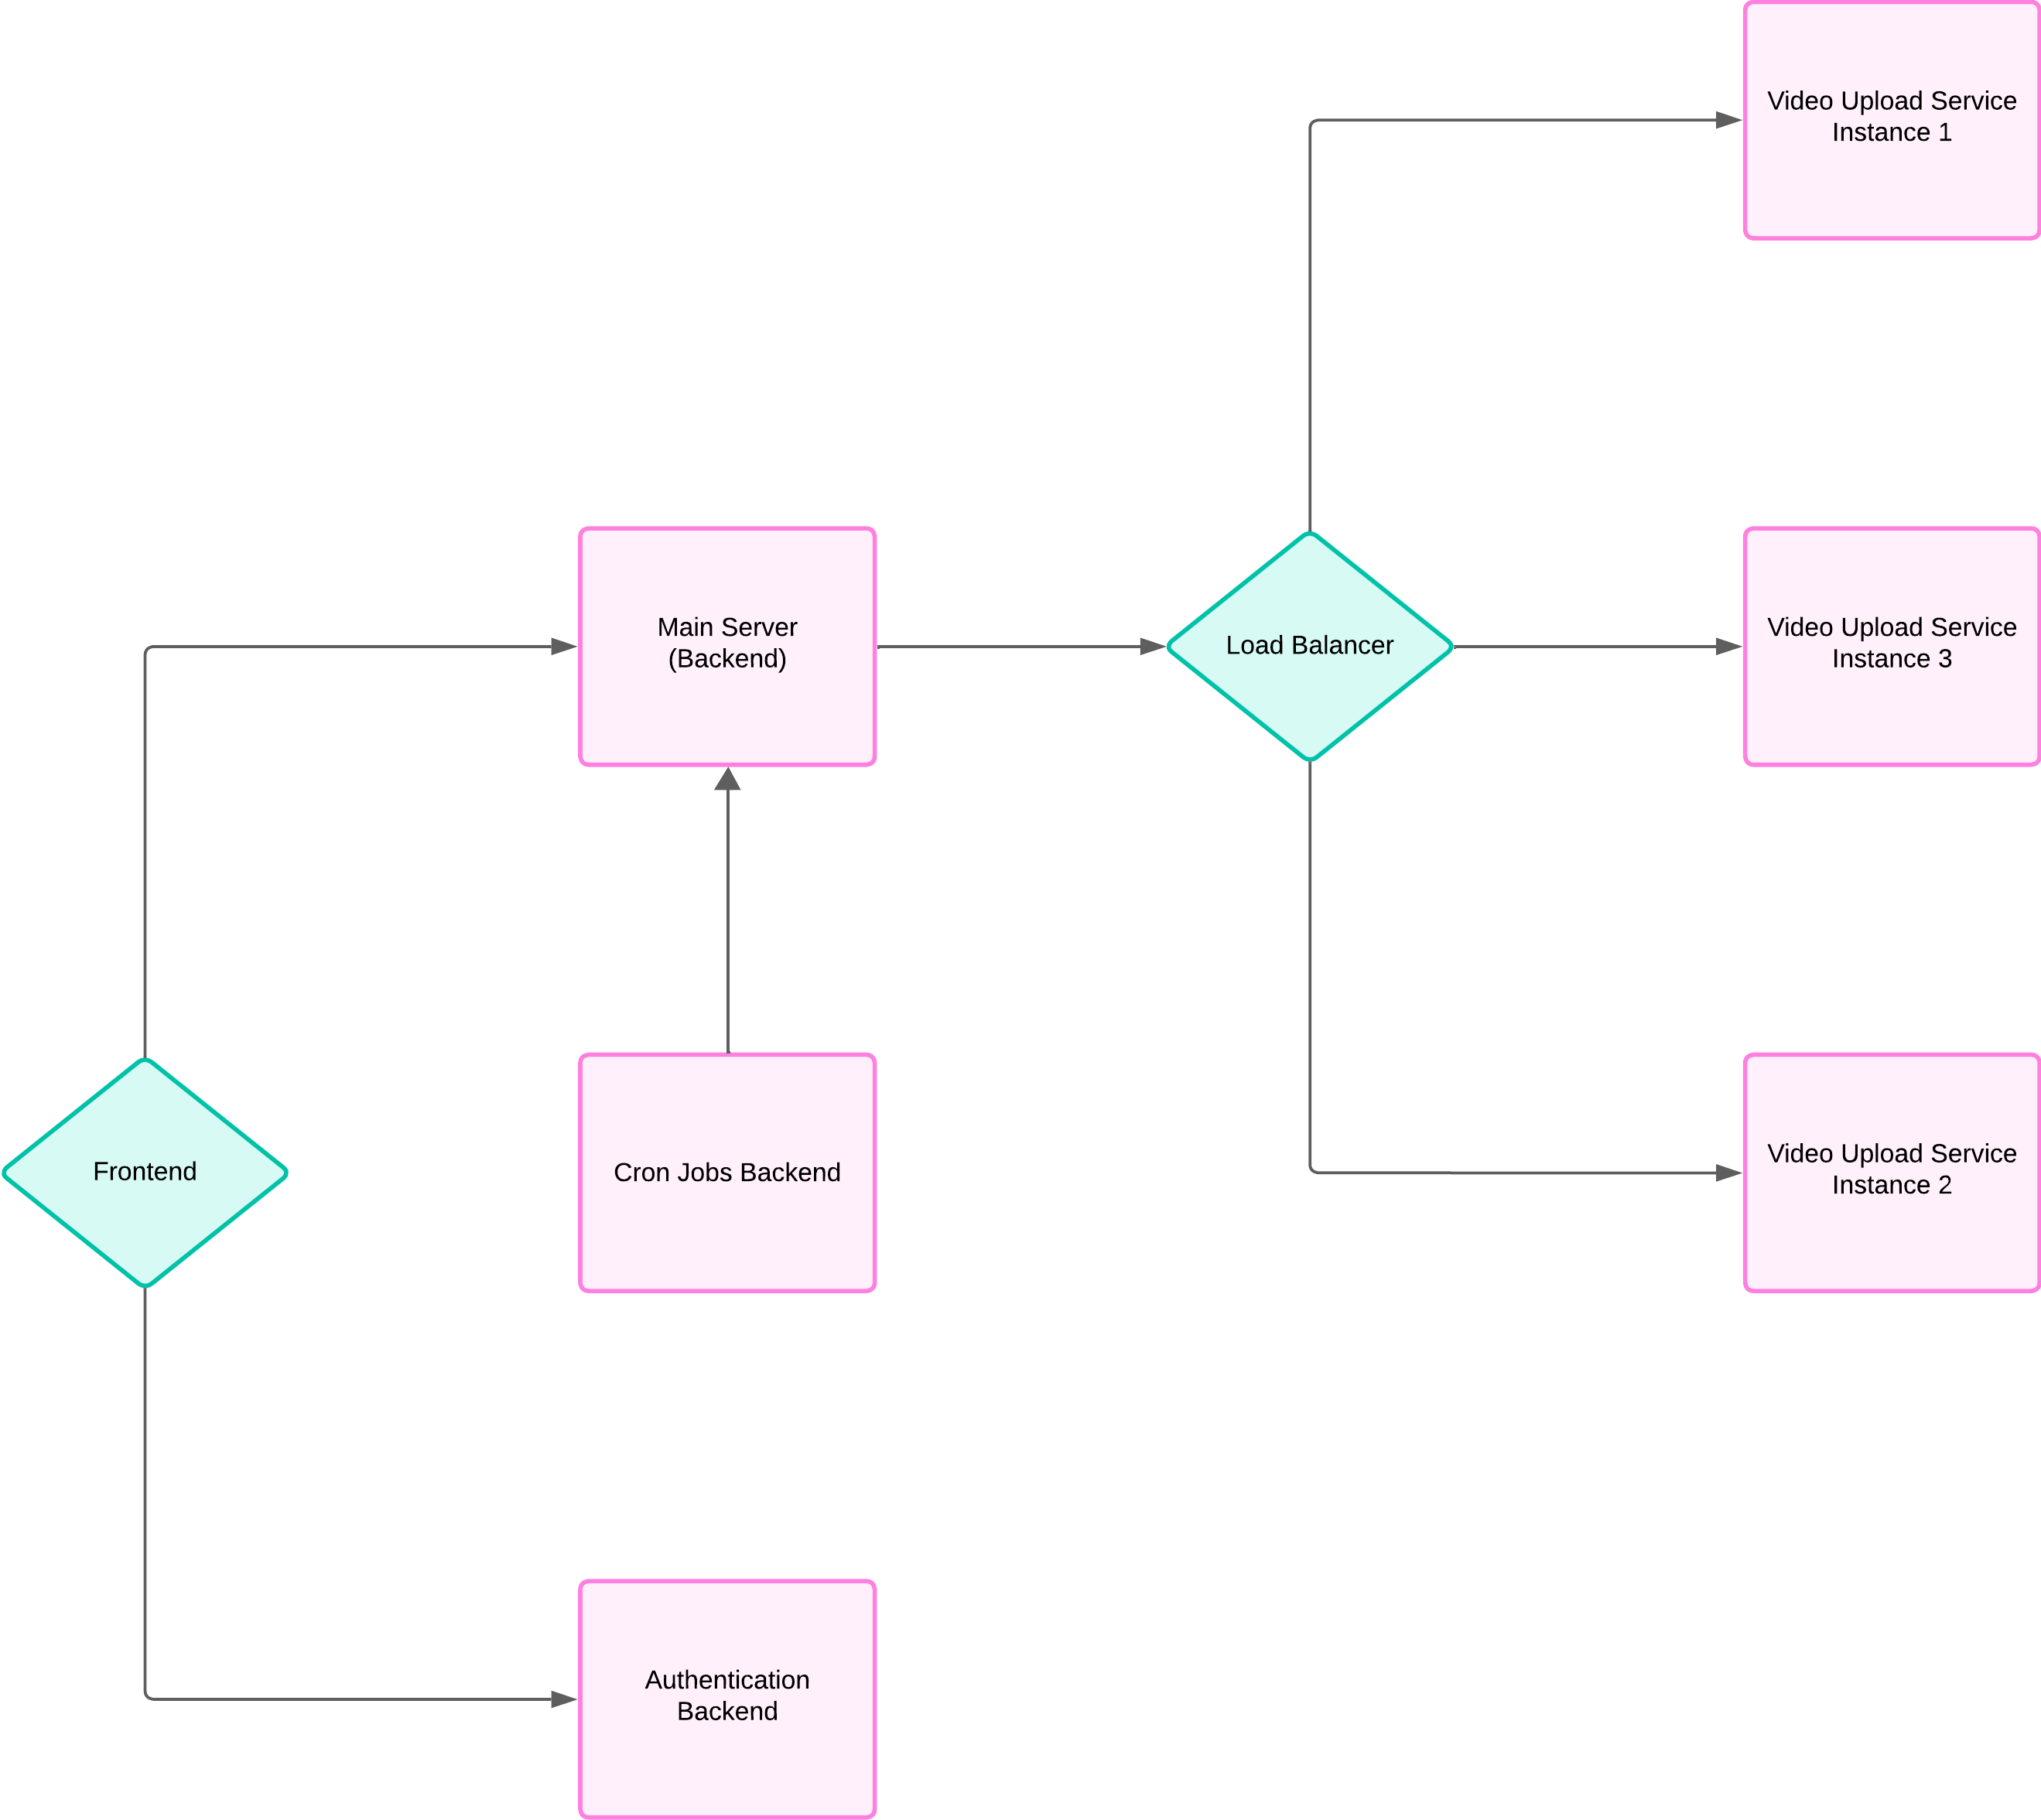 Video Upload Service
Instance 1
Main Server
(Backend)
Load Balancer
Video Upload Service
Instance 3
Frontend
Cron Jobs Backend
Video Upload Service
Instance 2
Authentication
Backend